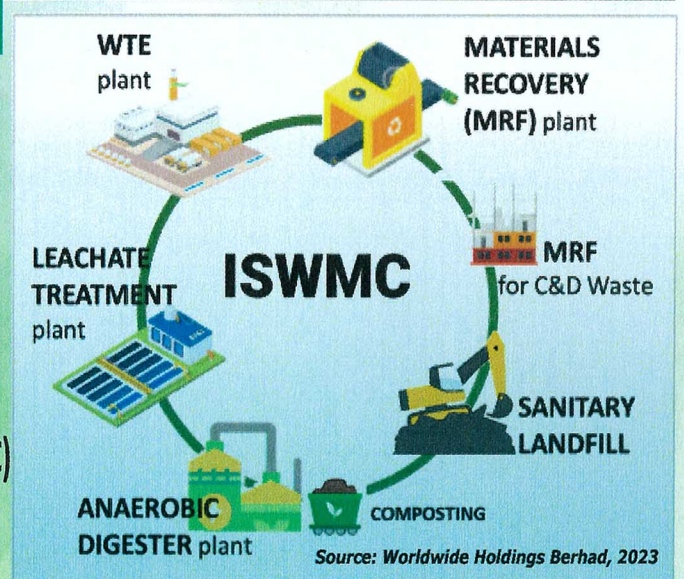 WTE
plant
MATERIALS
RECOVERY
(MRF) plant
LEACHATE
TREATMENT
plant
ISWMC
MRF
for C&D Waste
SANITARY
LANDFILL
ANAEROBIC
DIGESTER plant
COMPOSTING
Source: Worldwide Holdings Berhad, 2023